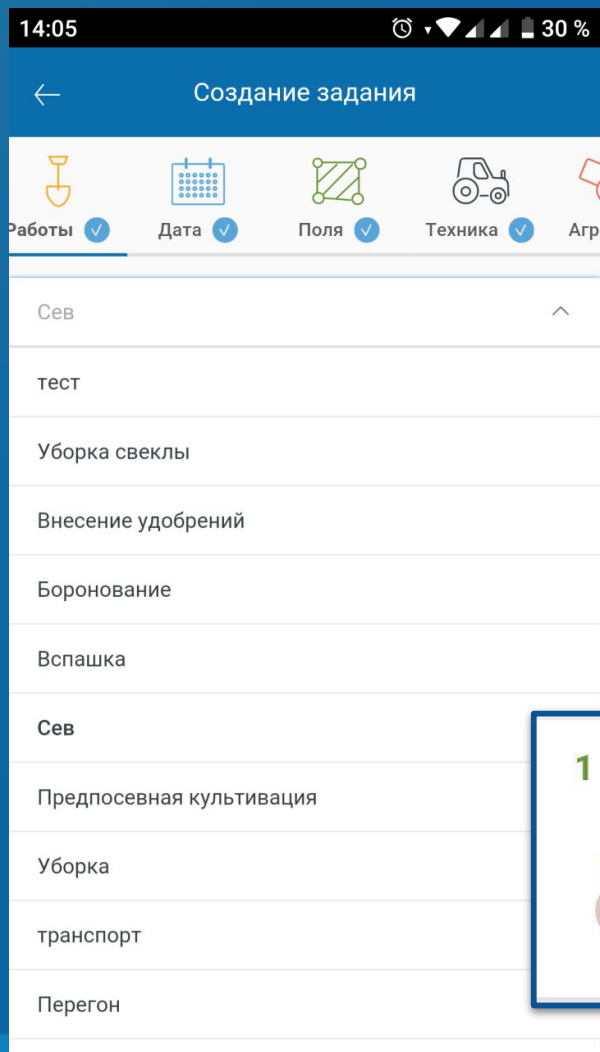 14:05 30 %
Создание задания
Работы Дата Поля Техника Агр
Сев
тест
Уборка свеклы
Внесение удобрений
Боронование
Вспашка
Сев
Предпосевная культивация
Уборка
транспорт
Перегон
1